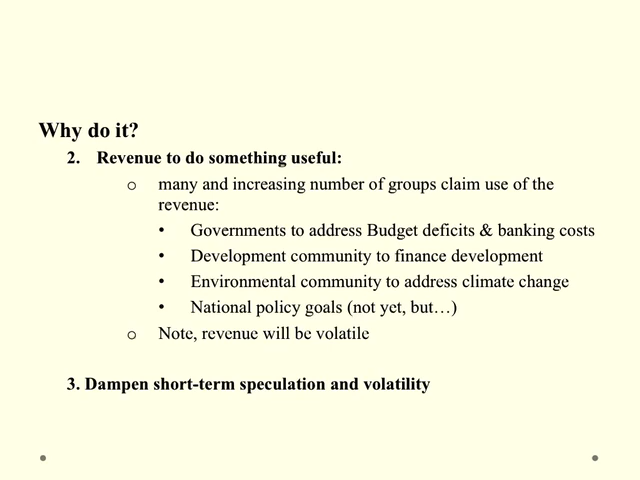 Why do it?
2. Revenue to do something useful:
o many and increasing number of groups claim use of the
revenue:
• Governments to address Budget deficits & banking costs
• Development community to finance development
• Environmental community to address climate change
• National policy goals (not yet, but…)
o Note, revenue will be volatile
3. Dampen short-term speculation and volatility